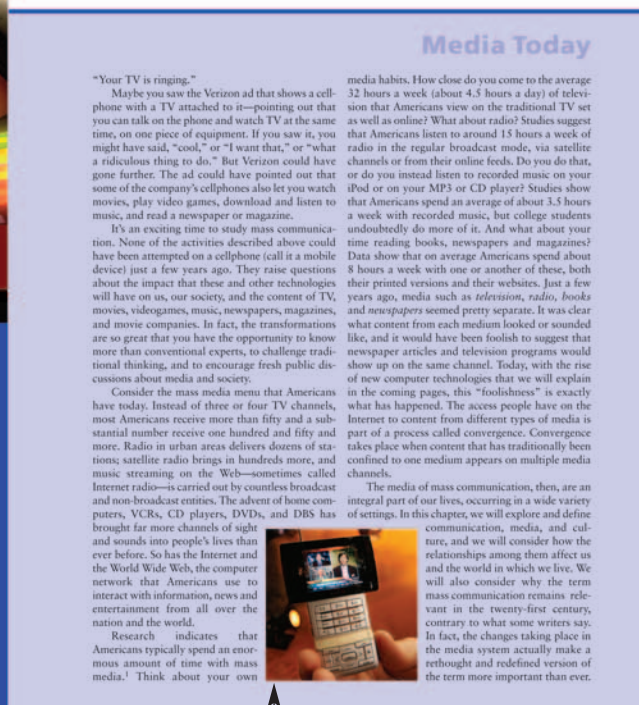 Media Today
“Your TV is ringing.”
Maybe you saw the Verizon ad that shows a cell-
phone with a TV attached to it—pointing out that
you can talk on the phone and watch TV at the same
time, on one piece of equipment. If you saw it, you
might have said, “cool,” or “I want that,” or “what
a ridiculous thing to do.” But Verizon could have
gone further. The ad could have pointed out that
some of the company’s cellphones also let you watch
movies, play video games, download and listen to
music, and read a newspaper or magazine.
It’s an exciting time to study mass communica-
tion. None of the activities described above could
have been attempted on a cellphone (call it a mobile
device) just a few years ago. They raise questions
about the impact that these and other technologies
will have on us, our society, and the content of TV,
movies, videogames, music, newspapers, magazines,
and movie companies. In fact, the transformations
are so great that you have the opportunity to know
more than conventional experts, to challenge tradi-
tional thinking, and to encourage fresh public dis-
cussions about media and society.
Consider the mass media menu that Americans
have today. Instead of three or four TV channels,
most Americans receive more than fifty and a sub-
stantial number receive one hundred and fifty and
more. Radio in urban areas delivers dozens of sta-
tions; satellite radio brings in hundreds more, and
music streaming on the Web—sometimes called
Internet radio—is carried out by countless broadcast
and non-broadcast entities. The advent of home com-
puters, VCRs, CD players, DVDs, and DBS has
brought far more channels of sight
and sounds into people’s lives than
ever before. So has the Internet and
the World Wide Web, the computer
network that Americans use to
interact with information, news and
entertainment from all over the
nation and the world.
Research indicates that
Americans typically spend an enor-
mous amount of time with mass
media.¹ Think about your own
media habits. How close do you come to the average
32 hours a week (about 4.5 hours a day) of televi-
sion that Americans view on the traditional TV set
as well as online? What about radio? Studies suggest
that Americans listen to around 15 hours a week of
radio in the regular broadcast mode, via satellite
channels or from their online feeds. Do you do that,
or do you instead listen to recorded music on your
iPod or on your MP3 or CD player? Studies show
that Americans spend an average of about 3.5 hours
a week with recorded music, but college students
undoubtedly do more of it. And what about your
time reading books, newspapers and magazines?
Data show that on average Americans spend about
8 hours a week with one or another of these, both
their printed versions and their websites. Just a few
years ago, media such as television, radio, books
and newspapers seemed pretty separate. It was clear
what content from each medium looked or sounded
like, and it would have been foolish to suggest that
newspaper articles and television programs would
show up on the same channel. Today, with the rise
of new computer technologies that we will explain
in the coming pages, this “foolishness” is exactly
what has happened. The access people have on the
Internet to content from different types of media is
part of a process called convergence. Convergence
takes place when content that has traditionally been
confined to one medium appears on multiple media
channels.
The media of mass communication, then, are an
integral part of our lives, occurring in a wide variety
of settings. In this chapter, we will explore and define
communication, media, and cul-
ture, and we will consider how the
relationships among them affect us
and the world in which we live. We
will also consider why the term
mass communication remains rele-
vant in the twenty-first century,
contrary to what some writers say.
In fact, the changes taking place in
the media system actually make a
rethought and redefined version of
the term more important than ever.